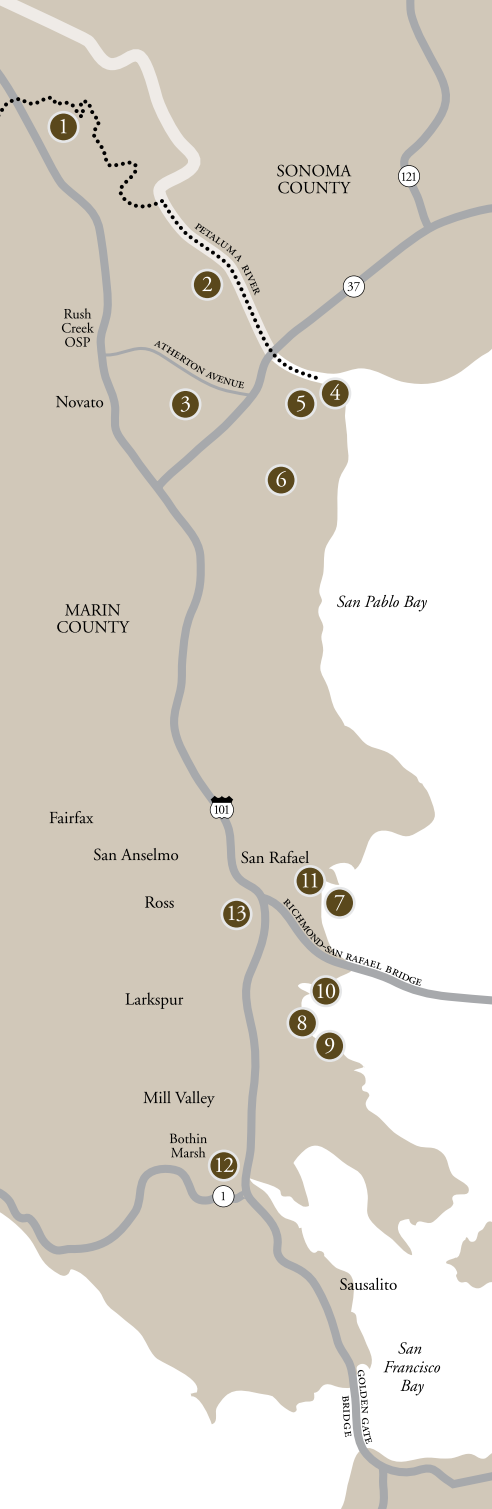 1
SONOMA
COUNTY
121
PETALUMA RIVER
2
37
Rush
Creek
OSP
ATHERTON AVENUE
4
Novato
3
5
6
San Pablo Bay
MARIN
COUNTY
101
Fairfax
San Anselmo
San Rafael
11
7
Ross
13
RICHMOND-SAN RAFAEL BRIDGE
10
Larkspur
8
9
Mill Valley
Bothin
Marsh
12
1
Sausalito
San
Francisco
Bay
GOLDEN GATE
BRIDGE